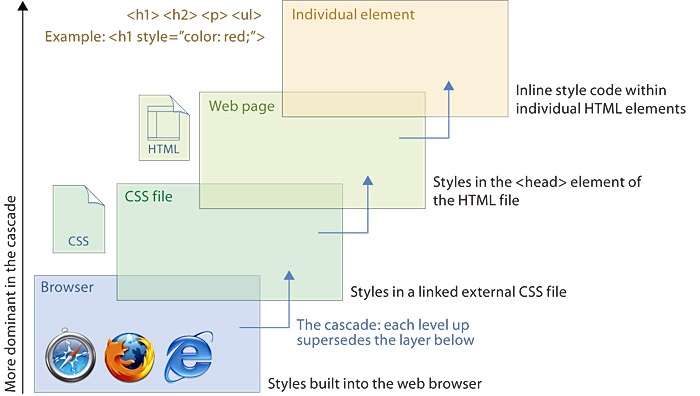 <h1> <h2> <p> <ul>
Example: <h1 style=”color: red;”>
Individual element
Inline style code within
individual HTML elements
Web page
HTML
Styles in the <head> element of
the HTML file
CSS file
CSS
Styles in a linked external CSS file
Browser
The cascade: each level up
supersedes the layer below
Styles built into the web browser
More dominant in the cascade